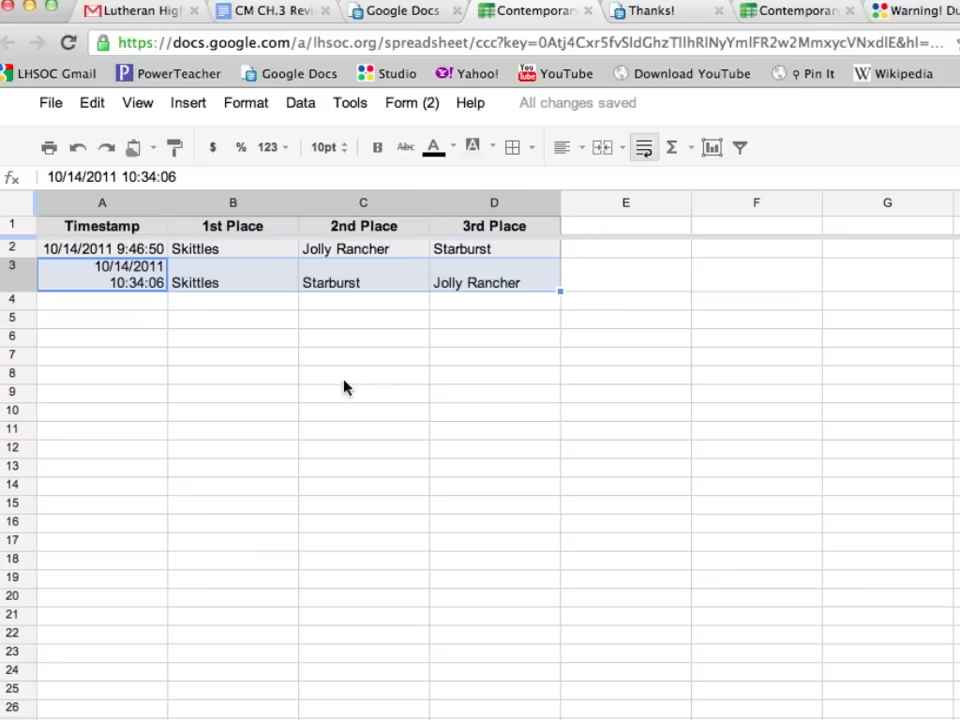 Lutheran High CM CH.3 Revi Google Docs Contemporar Thanks! Contemporar Warning! Du
https://docs.google.com/a/lhsoc.org/spreadsheet/ccc?key=0Atj4Cxr5fvSldGhzTllhRlNyYmlFR2w2MmxycVNxdlE&hl=...
LHSOC Gmail PowerTeacher Google Docs Studio Yahoo! YouTube Download YouTube Pin It Wikipedia
File Edit View Insert Format Data Tools Form (2) Help All changes saved
$ % 123 10pt B Abc A A Σ
fx 10/14/2011 10:34:06
A B C D E F G
1 Timestamp 1st Place 2nd Place 3rd Place
2 10/14/2011 9:46:50 Skittles Jolly Rancher Starburst
3 10/14/2011
10:34:06 Skittles Starburst Jolly Rancher
4
5
6
7
8
9
10
11
12
13
14
15
16
17
18
19
20
21
22
23
24
25
26